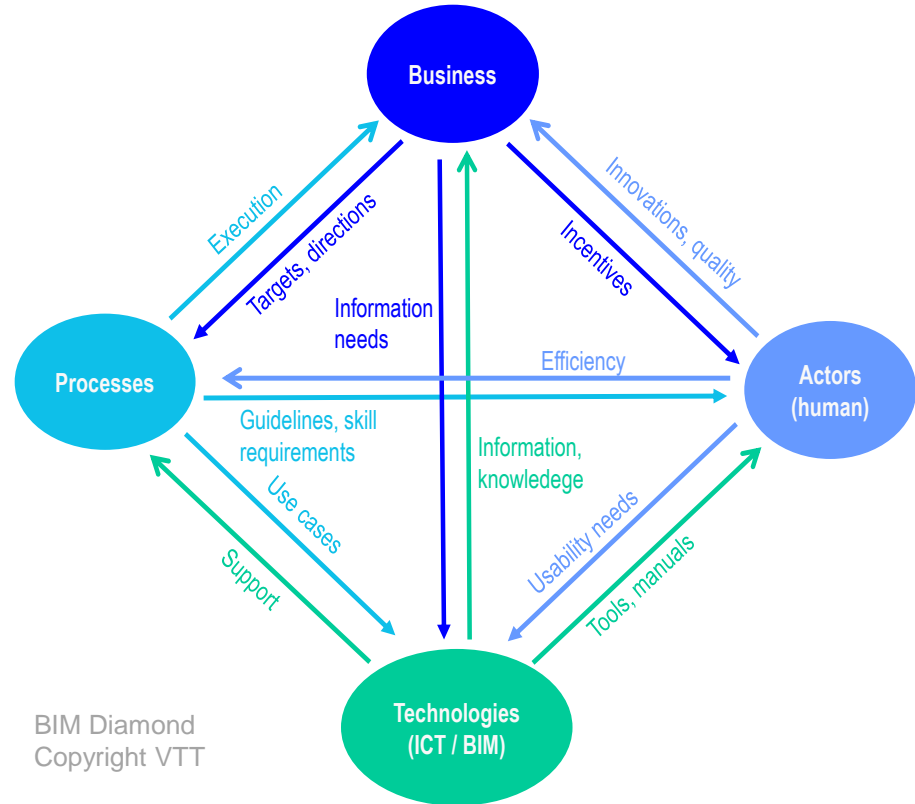 Business
Execution
Targets, directions
Incentives
Innovations, quality
Information
needs
Processes
Efficiency
Actors
(human)
Guidelines, skill
requirements
Information,
knowledege
Use cases
Support
Usability needs
Tools, manuals
Technologies
(ICT / BIM)
BIM Diamond
Copyright VTT